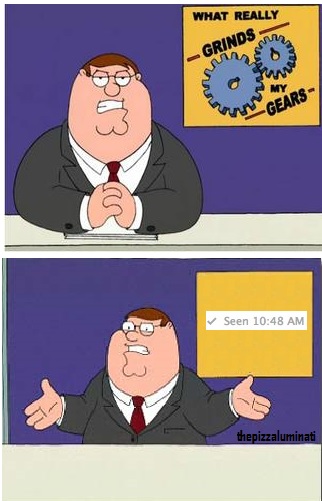 WHAT REALLY
GRINDS
MY
GEARS
✓ Seen 10:48 AM
thepizzaluminati